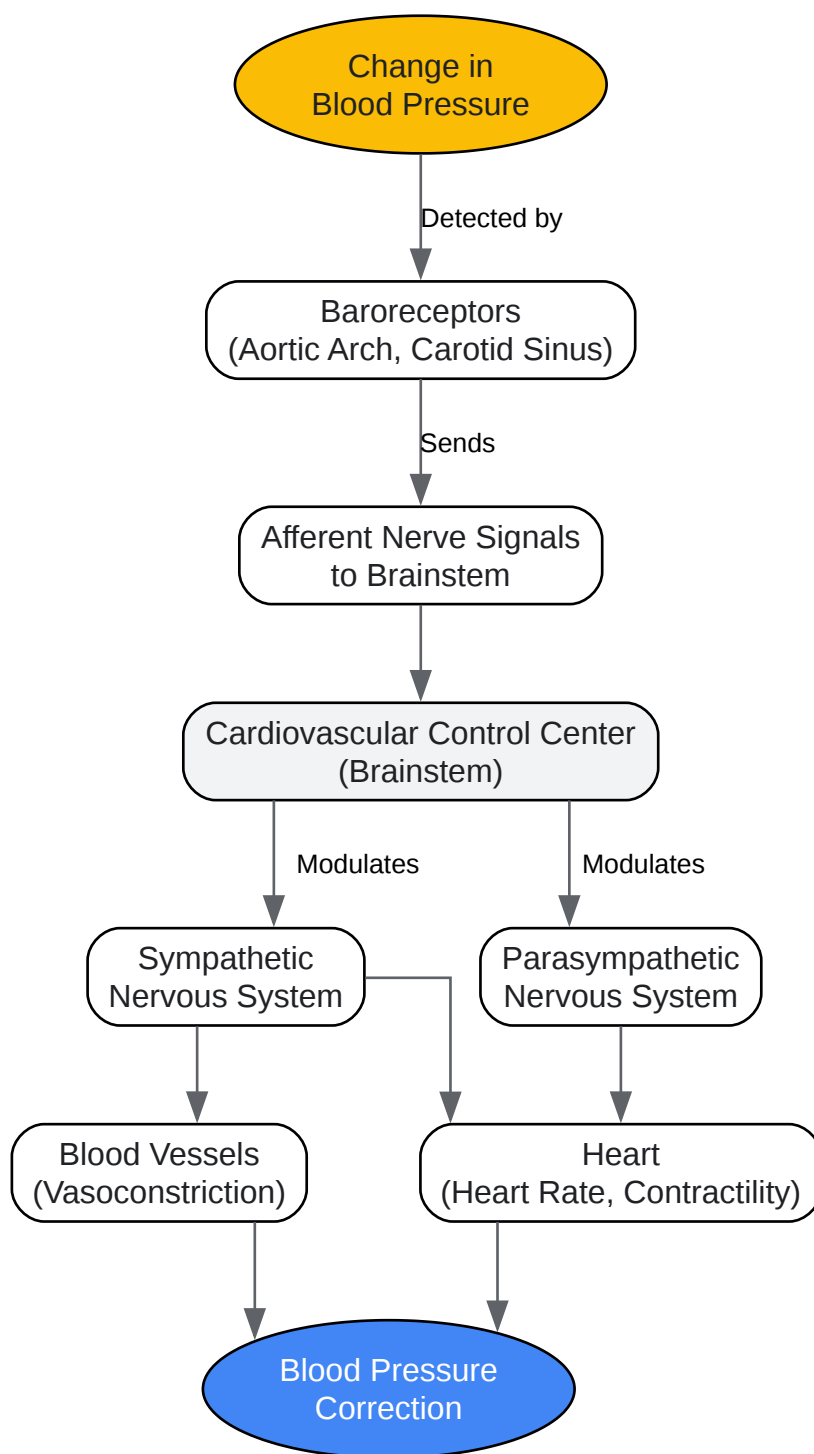 Change in
Blood Pressure
Detected by
Baroreceptors
(Aortic Arch, Carotid Sinus)
Sends
Afferent Nerve Signals
to Brainstem
Cardiovascular Control Center
(Brainstem)
Modulates
Modulates
Sympathetic
Nervous System
Parasympathetic
Nervous System
Blood Vessels
(Vasoconstriction)
Heart
(Heart Rate, Contractility)
Blood Pressure
Correction